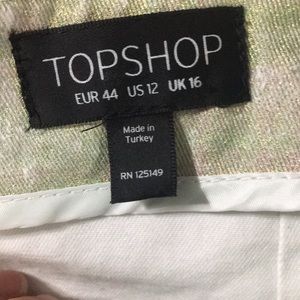 TOPSHOP
EUR 44 US 12 UK 16
Made in
Turkey
RN 125149